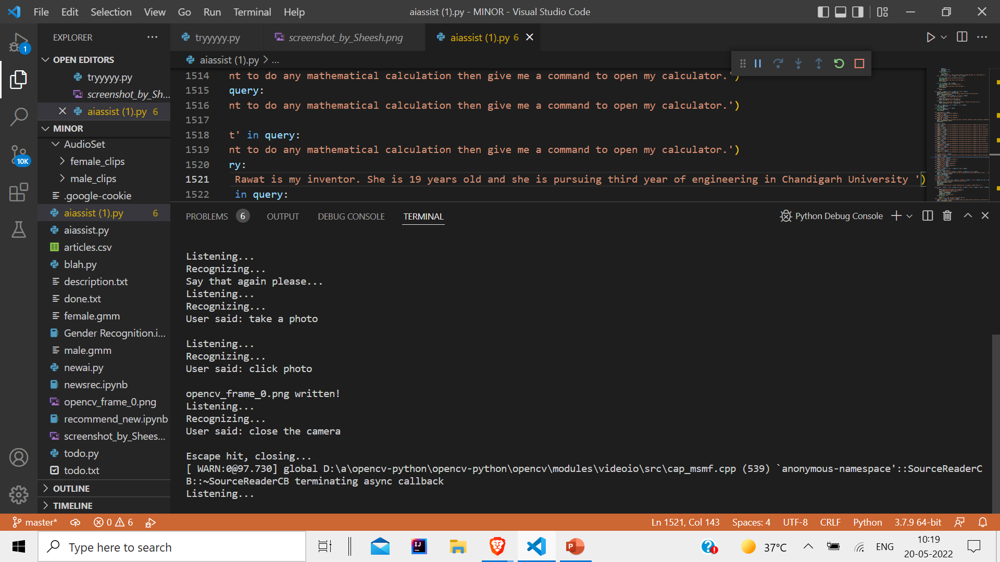 File Edit Selection View Go Run Terminal Help
aiassist (1).py - MINOR - Visual Studio Code
EXPLORER
OPEN EDITORS
tryyyyy.py
screenshot_by_Sh...
aiassist (1).py 6
MINOR
AudioSet
female_clips
male_clips
.google-cookie
aiassist (1).py 6
aiassist.py
articles.csv
blah.py
description.txt
done.txt
female.gmm
Gender Recognition.i...
male.gmm
newai.py
newsrec.ipynb
opencv_frame_0.png
recommend_new.ipynb
screenshot_by_Shees...
todo.py
todo.txt
OUTLINE
TIMELINE
1
10K
tryyyyy.py
screenshot_by_Sheesh.png
aiassist (1).py 6
aiassist (1).py > ...
1514 nt to do any mathematical calculation then give me a command to open my calculator.')
1515 query:
1516 nt to do any mathematical calculation then give me a command to open my calculator.')
1517
1518 t' in query:
1519 nt to do any mathematical calculation then give me a command to open my calculator.')
1520 ry:
1521 Rawat is my inventor. She is 19 years old and she is pursuing third year of engineering in Chandigarh University ')
1522 in query:
PROBLEMS 6 OUTPUT DEBUG CONSOLE TERMINAL
Python Debug Console
Listening...
Recognizing...
Say that again please...
Listening...
Recognizing...
User said: take a photo
Listening...
Recognizing...
User said: click photo
opencv_frame_0.png written!
Listening...
Recognizing...
User said: close the camera
Escape hit, closing...
[ WARN:0@97.730] global D:\a\opencv-python\opencv-python\opencv\modules\videoio\src\cap_msmf.cpp (539) `anonymous-namespace'::SourceReaderC
B::~SourceReaderCB terminating async callback
Listening...
master* 0 6
Ln 1521, Col 143 Spaces: 4 UTF-8 CRLF Python 3.7.9 64-bit
Type here to search
37°C
ENG
10:19
20-05-2022